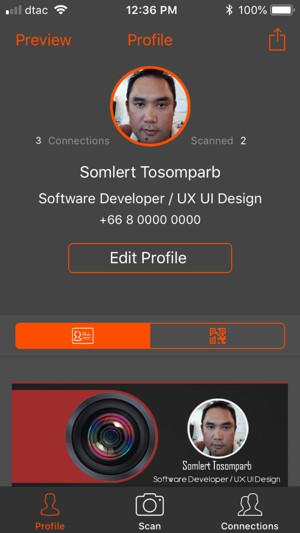 dtac 12:36 PM 100%
Preview Profile
3 Connections Scanned 2
Somlert Tosomparb
Software Developer / UX UI Design
+66 8 0000 0000
Edit Profile
Somlert Tosomparb
Software Developer / UX UI Design
Profile Scan Connections